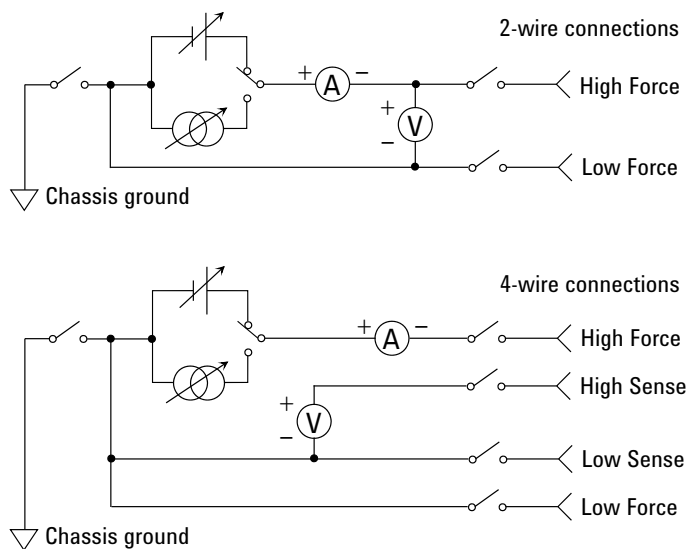 2-wire connections
+ A −
High Force
+
V
−
Low Force
Chassis ground
4-wire connections
+ A −
High Force
High Sense
+
V
−
Low Sense
Low Force
Chassis ground